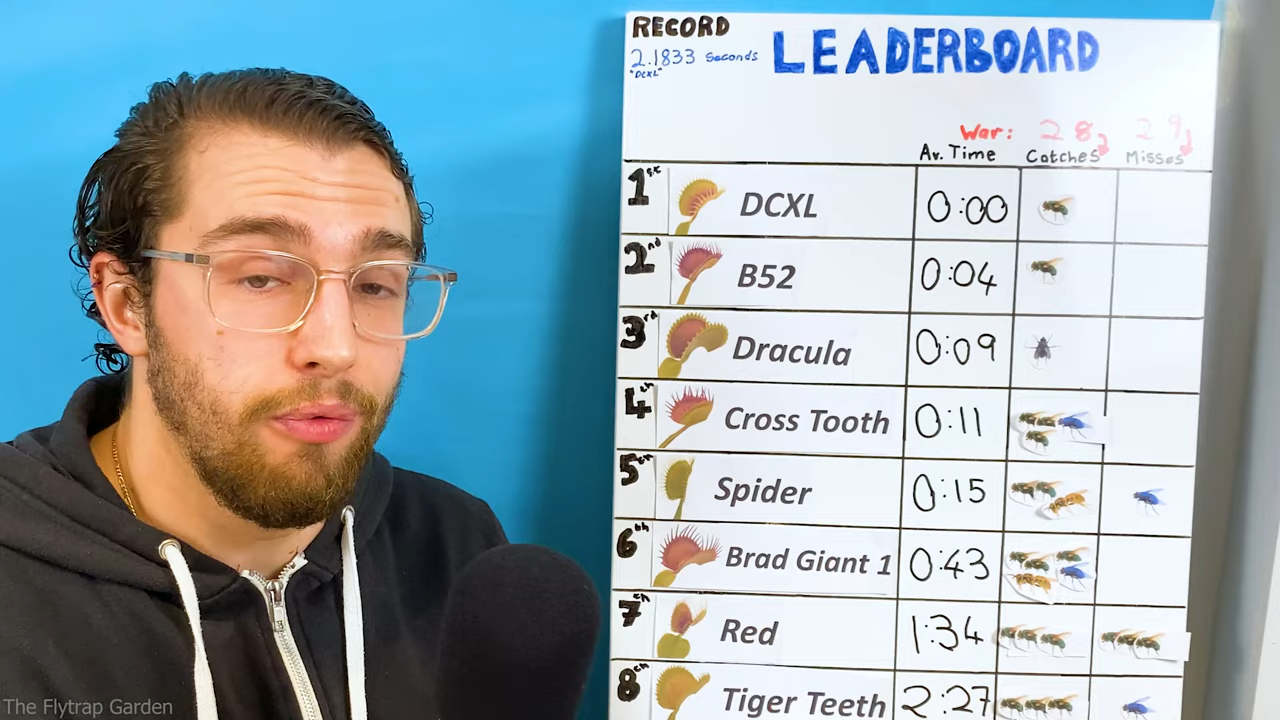 RECORD
2.1833 Seconds
"DCXL"
LEADERBOARD
War: 28 29
Av. Time Catches Misses
1st DCXL 0:00
2nd B52 0:04
3rd Dracula 0:09
4th Cross Tooth 0:11
5th Spider 0:15
6th Brad Giant 1 0:43
7th Red 1:34
8th Tiger Teeth 2:27
The Flytrap Garden